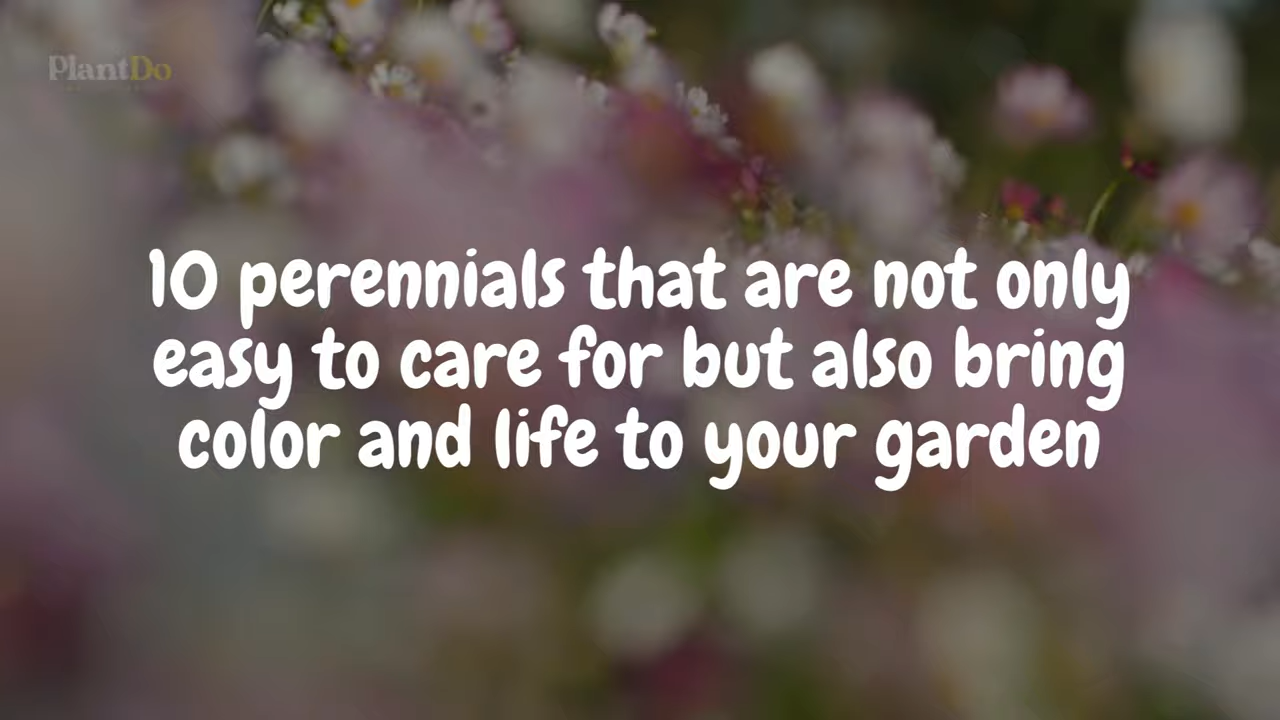 PlantDo
10 perennials that are not only
easy to care for but also bring
color and life to your garden